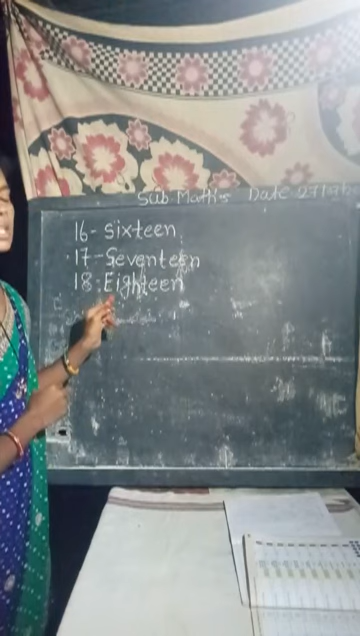 Sub Maths Date 27
16- Sixteen
17- Seventeen
18. Eighteen